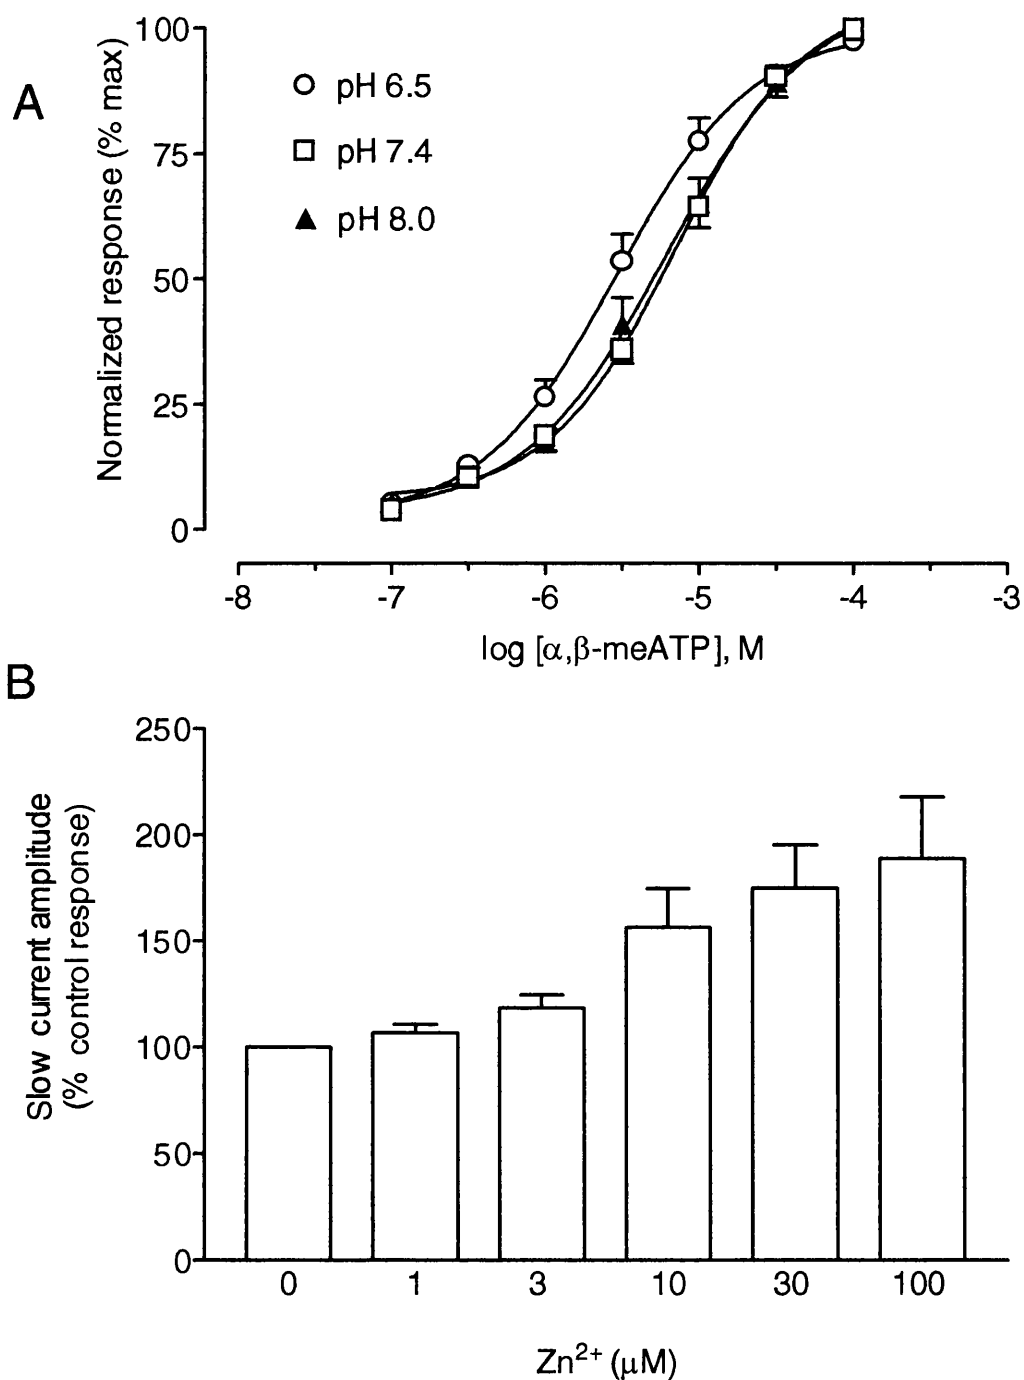 A
Normalized response (% max)
100
75
50
25
0
pH 6.5
pH 7.4
pH 8.0
-8
-7
-6
-5
-4
-3
log [α,β-meATP], M
B
Slow current amplitude
(% control response)
250
200
150
100
50
0
0
1
3
10
30
100
Zn²⁺ (μM)